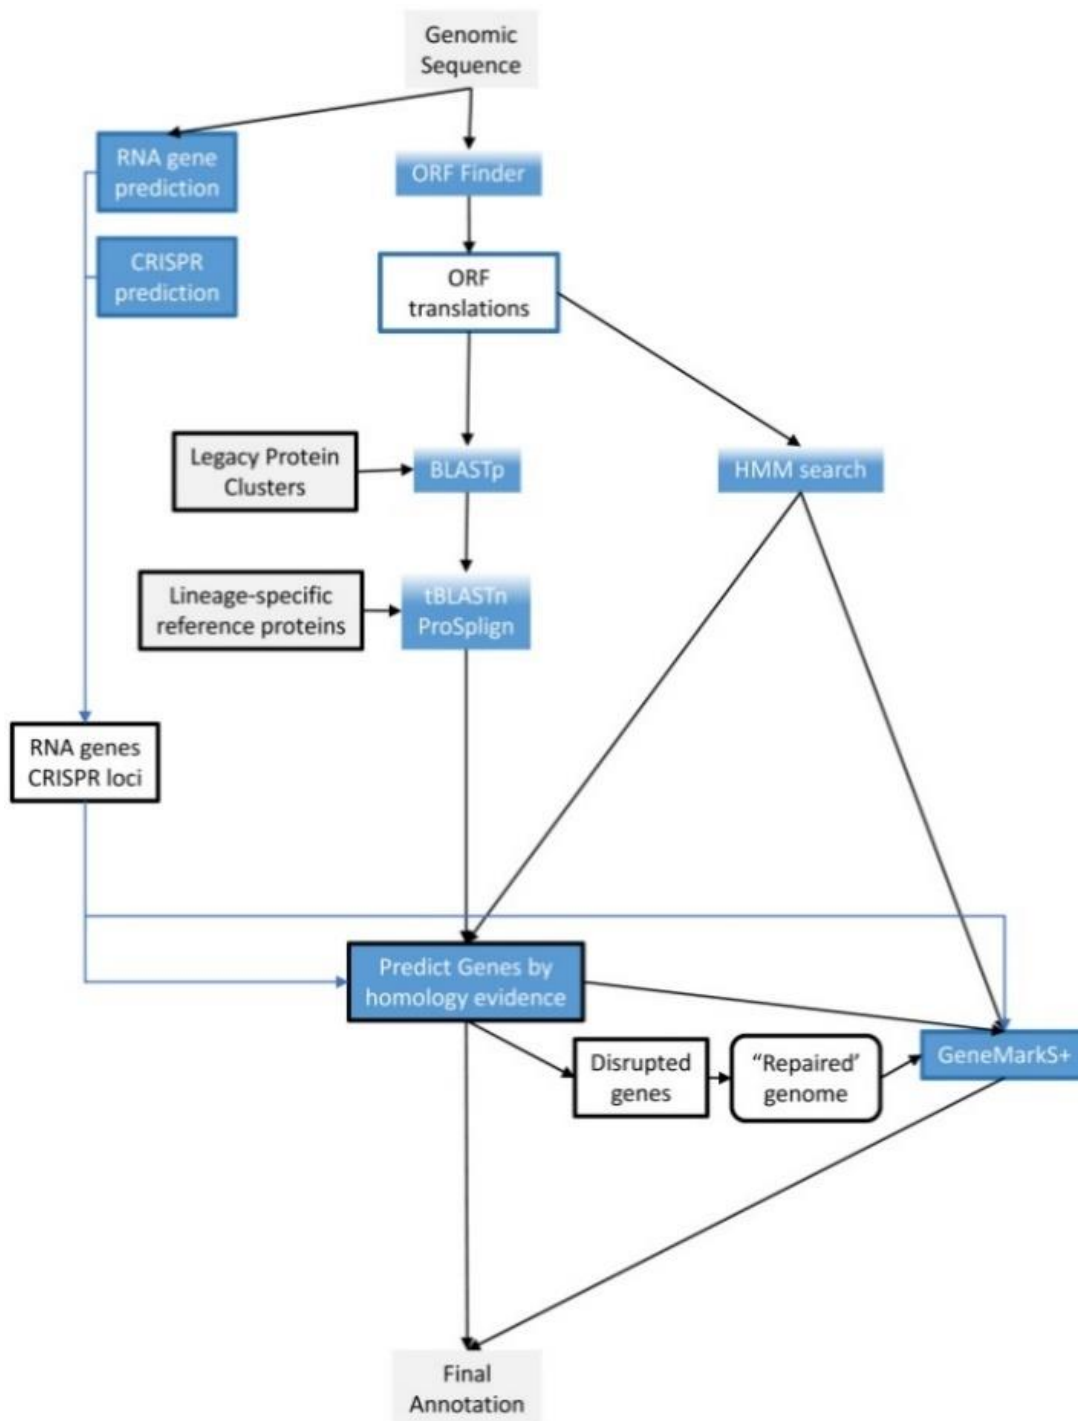 Genomic
Sequence
RNA gene
prediction
ORF Finder
CRISPR
prediction
ORF
translations
Legacy Protein
Clusters
BLASTp
HMM search
Lineage-specific
reference proteins
tBLASTn
ProSplign
RNA genes
CRISPR loci
Predict Genes by
homology evidence
Disrupted
genes
“Repaired’
genome
GeneMarkS+
Final
Annotation